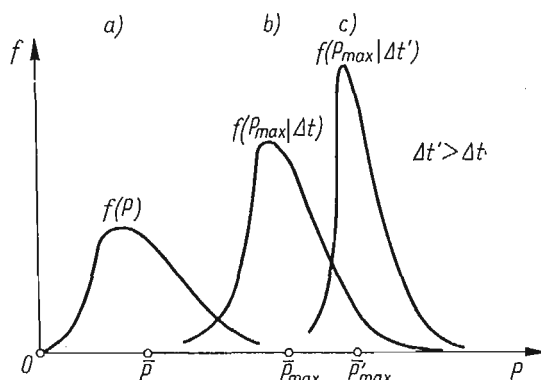 a) b) c)
f
f(P_max|Δt')
f(P_max|Δt)
Δt'>Δt
f(P)
0 p̄ p̄_max p̄'_max P